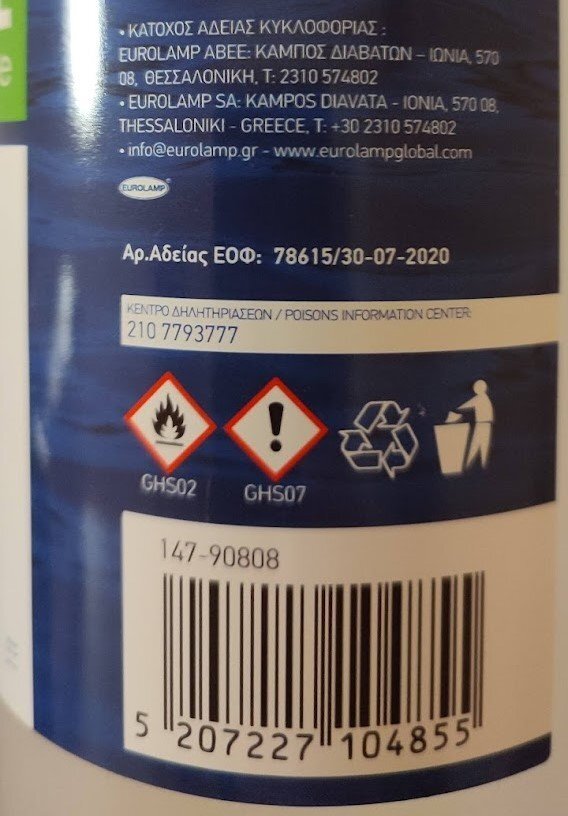 • ΚΑΤΟΧΟΣ ΑΔΕΙΑΣ ΚΥΚΛΟΦΟΡΙΑΣ :
EUROLAMP ΑΒΕΕ: ΚΑΜΠΟΣ ΔΙΑΒΑΤΩΝ – ΙΩΝΙΑ, 570
08, ΘΕΣΣΑΛΟΝΙΚΗ, Τ: 2310 574802
• EUROLAMP SA: KAMPOS DIAVATA - IONIA, 570 08,
THESSALONIKI - GREECE, T: +30 2310 574802
• info@eurolamp.gr - www.eurolampglobal.com
EUROLAMP
Αρ.Αδείας ΕΟΦ: 78615/30-07-2020
ΚΕΝΤΡΟ ΔΗΛΗΤΗΡΙΑΣΕΩΝ / POISONS INFORMATION CENTER:
210 7793777
GHS02
GHS07
147-90808
5 207227 104855